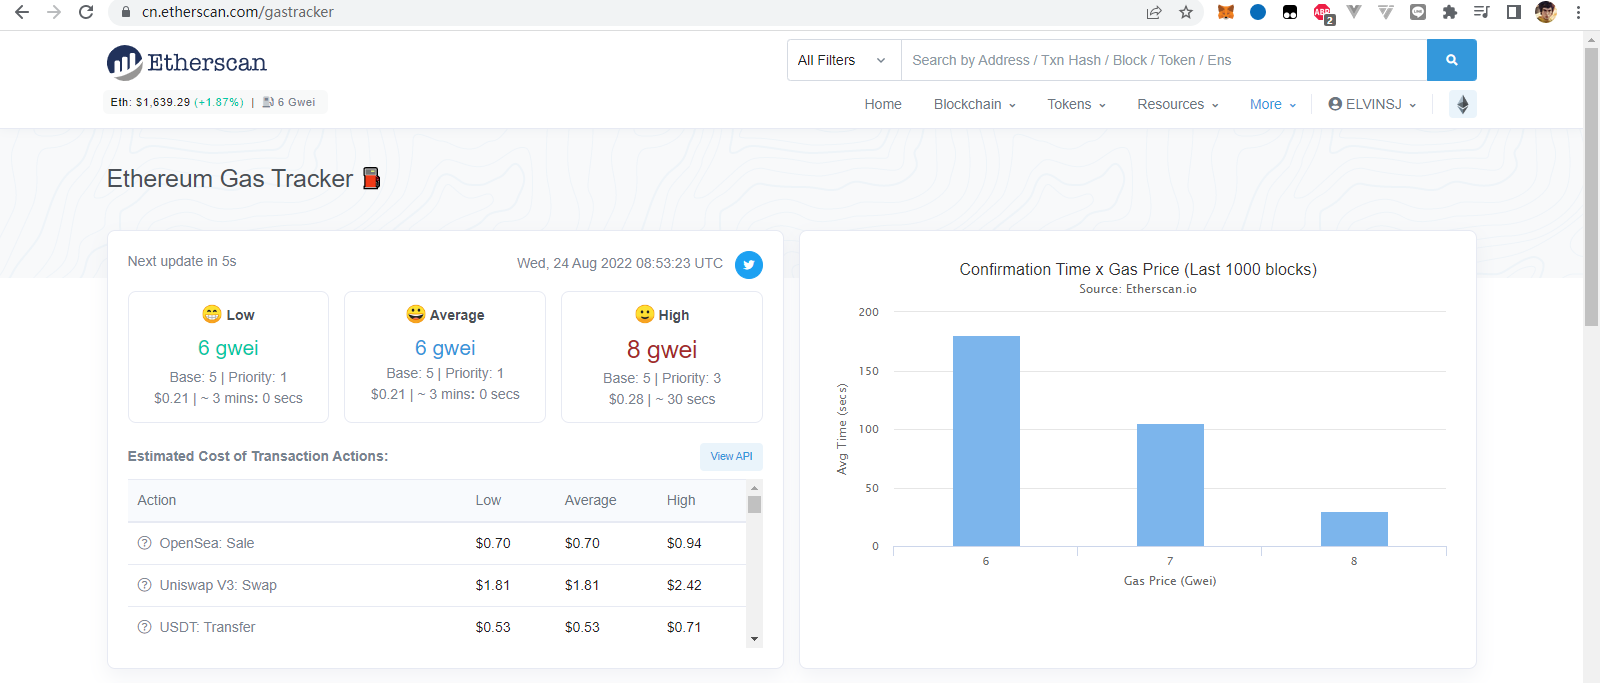 cn.etherscan.com/gastracker
ABP
2
Etherscan
All Filters
Search by Address / Txn Hash / Block / Token / Ens
Eth: $1,639.29 (+1.87%) | 6 Gwei
Home Blockchain Tokens Resources More ELVINSJ
Ethereum Gas Tracker
Next update in 5s
Wed, 24 Aug 2022 08:53:23 UTC
Low
6 gwei
Base: 5 | Priority: 1
$0.21 | ~ 3 mins: 0 secs
Average
6 gwei
Base: 5 | Priority: 1
$0.21 | ~ 3 mins: 0 secs
High
8 gwei
Base: 5 | Priority: 3
$0.28 | ~ 30 secs
Estimated Cost of Transaction Actions:
View API
Action Low Average High
OpenSea: Sale $0.70 $0.70 $0.94
Uniswap V3: Swap $1.81 $1.81 $2.42
USDT: Transfer $0.53 $0.53 $0.71
Confirmation Time x Gas Price (Last 1000 blocks)
Source: Etherscan.io
Avg Time (secs)
200
150
100
50
0
6 7 8
Gas Price (Gwei)